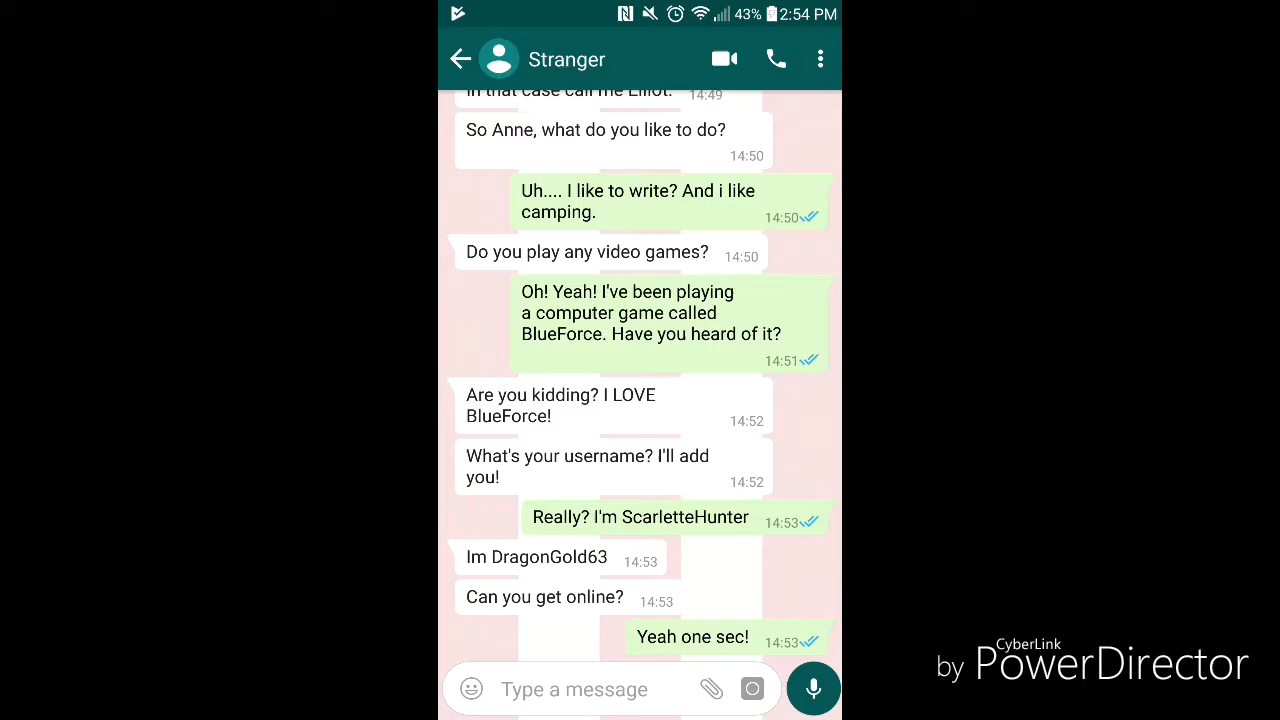 43% 2:54 PM
Stranger
in that case call me Elliot. 14:49
So Anne, what do you like to do?
14:50
Uh.... I like to write? And i like
camping. 14:50
Do you play any video games? 14:50
Oh! Yeah! I've been playing
a computer game called
BlueForce. Have you heard of it?
14:51
Are you kidding? I LOVE
BlueForce! 14:52
What's your username? I'll add
you! 14:52
Really? I'm ScarletteHunter 14:53
Im DragonGold63 14:53
Can you get online? 14:53
Yeah one sec! 14:53
Type a message
CyberLink
by PowerDirector